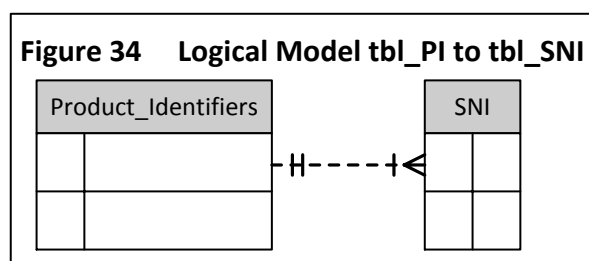 Figure 34 Logical Model tbl_PI to tbl_SNI
Product_Identifiers
SNI